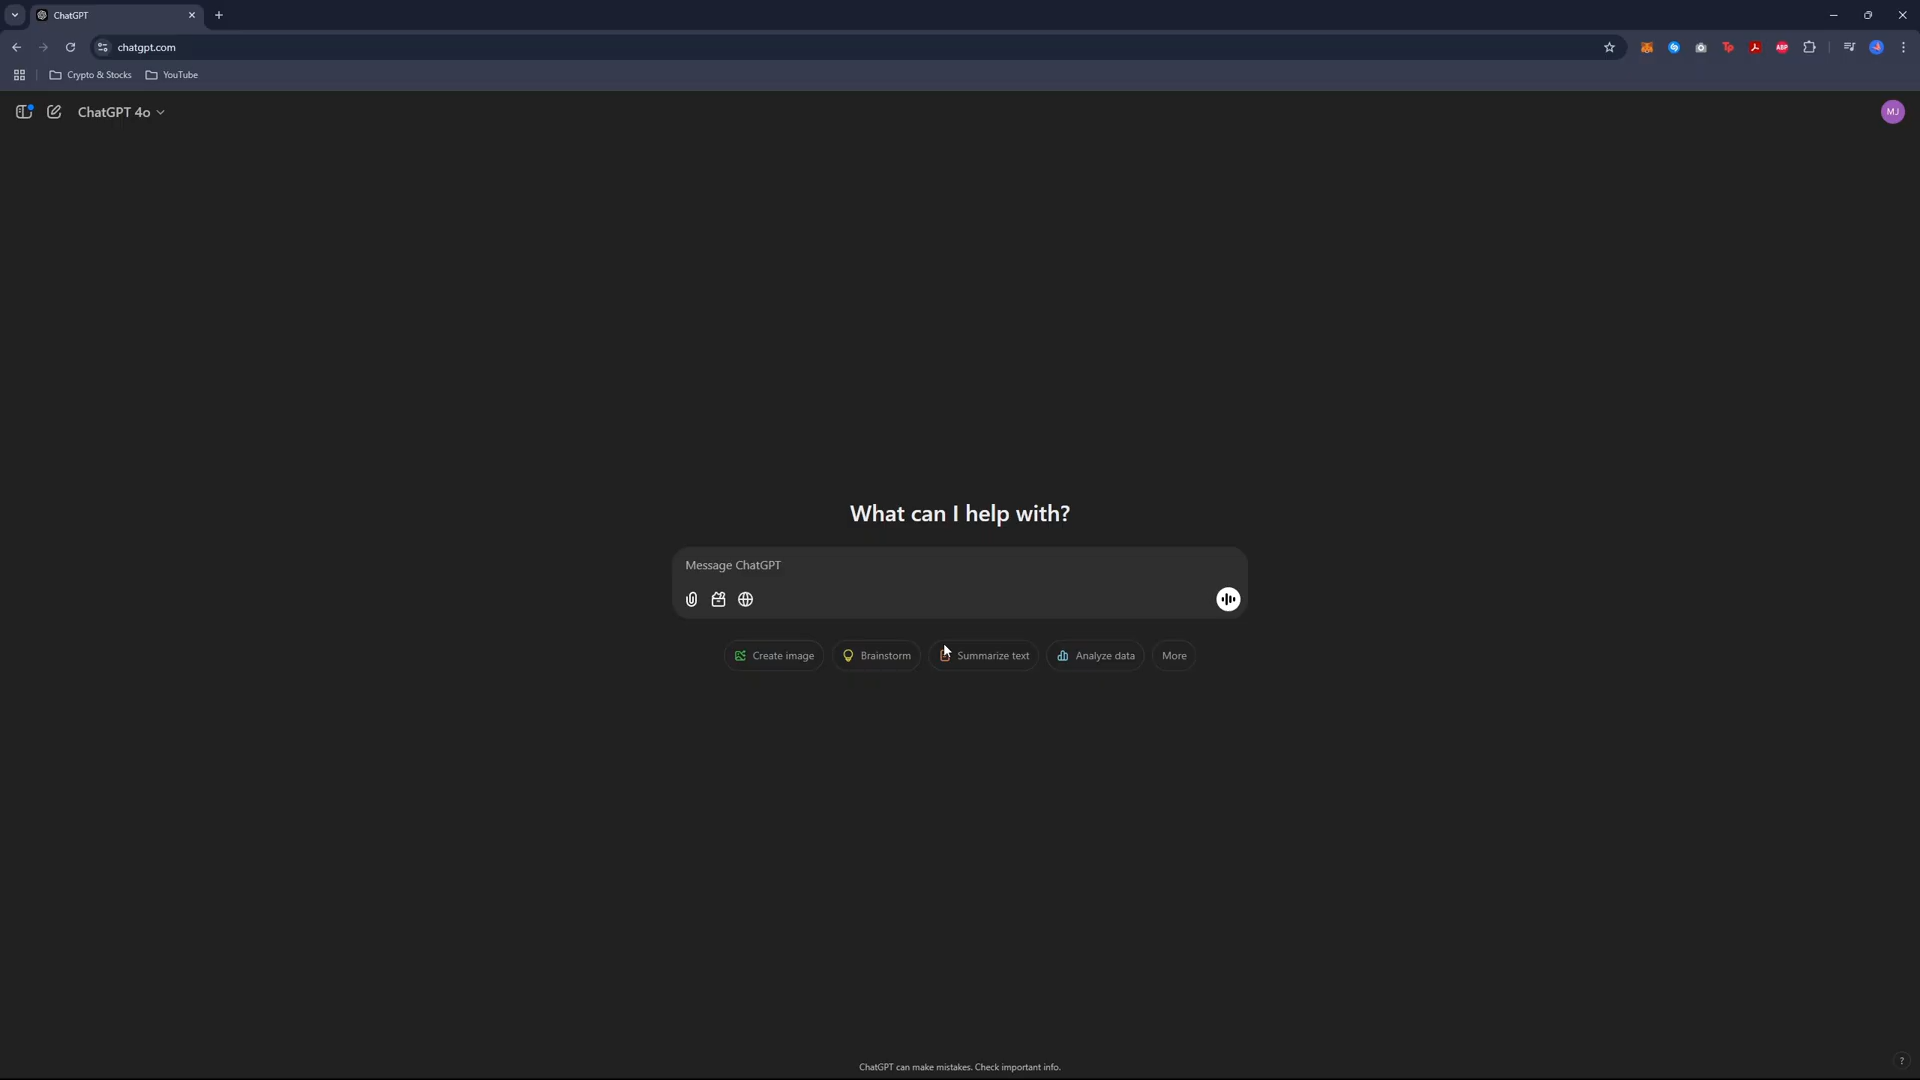 ChatGPT
chatgpt.com
Crypto & Stocks
YouTube
ChatGPT 4o
MJ
What can I help with?
Message ChatGPT
Create image
Brainstorm
Summarize text
Analyze data
More
ChatGPT can make mistakes. Check important info.
?